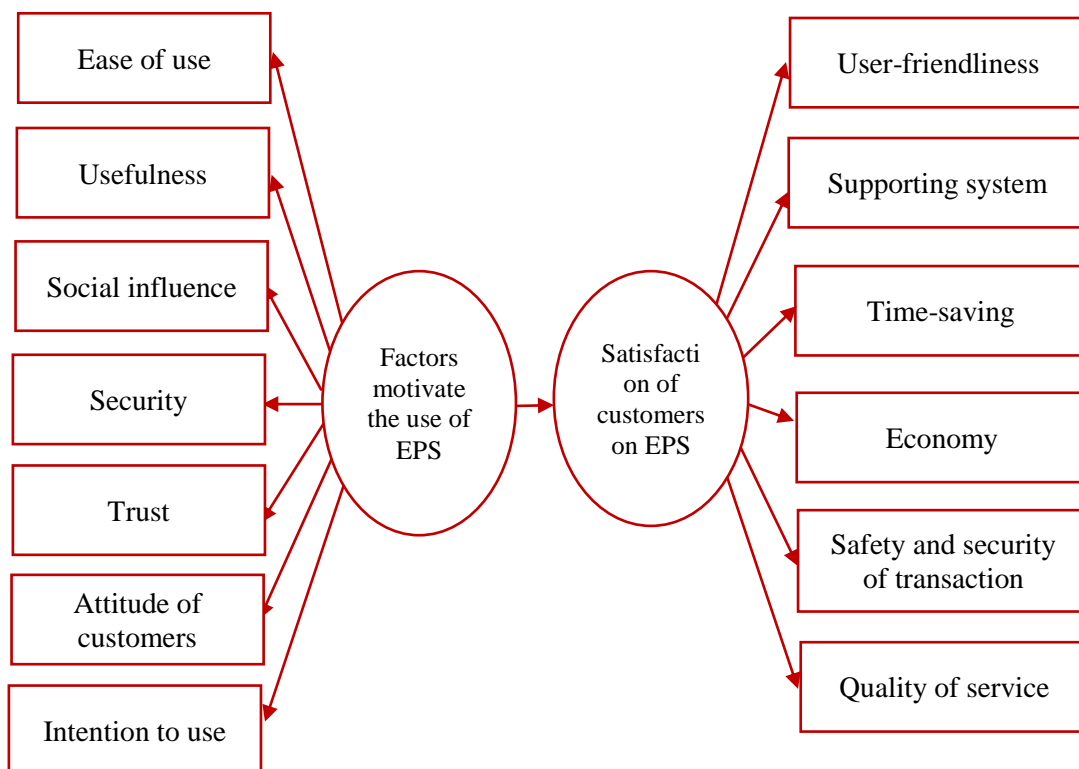 Ease of use
Usefulness
Social influence
Security
Trust
Attitude of
customers
Intention to use
Factors
motivate
the use of
EPS
Satisfacti
on of
customers
on EPS
User-friendliness
Supporting system
Time-saving
Economy
Safety and security
of transaction
Quality of service